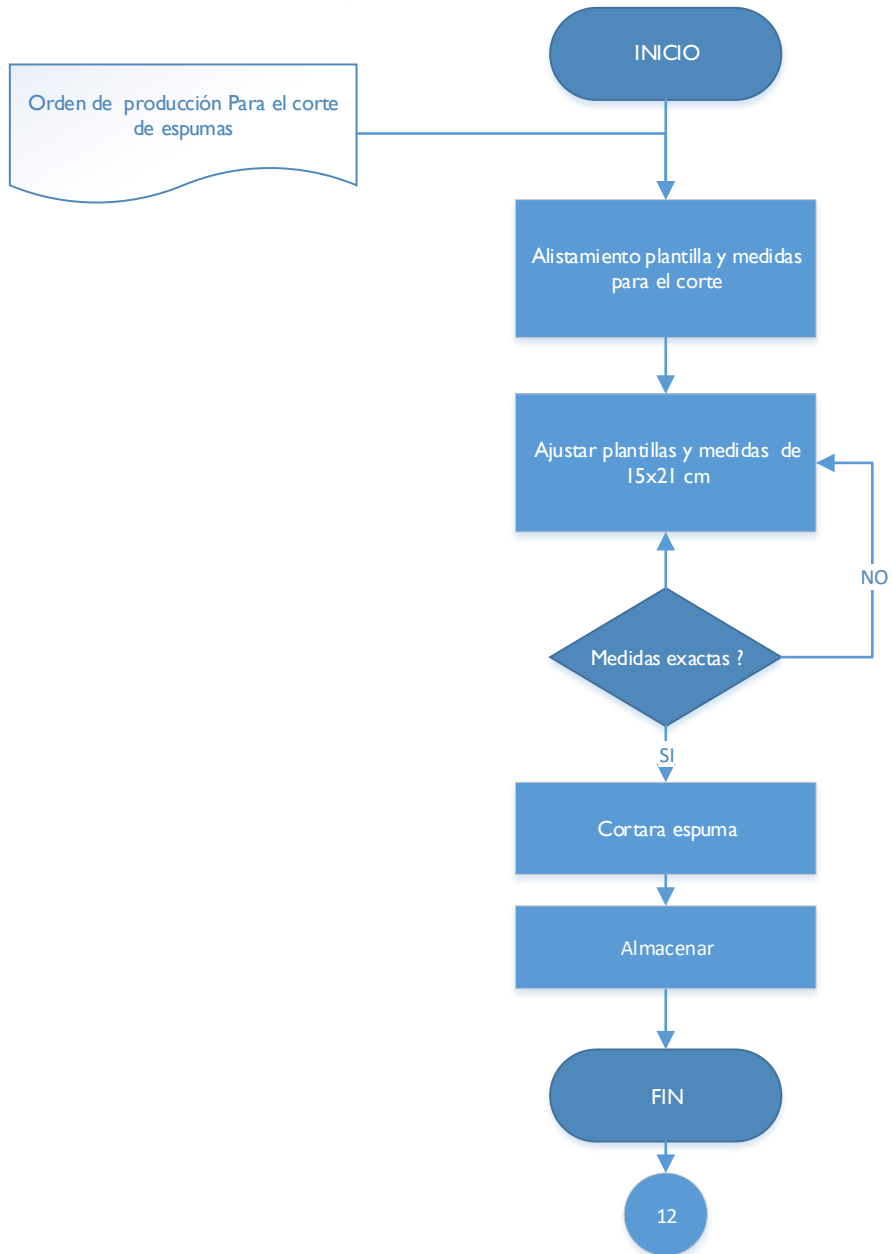 INICIO
Orden de producción Para el corte
de espumas
Alistamiento plantilla y medidas
para el corte
Ajustar plantillas y medidas de
15x21 cm
NO
Medidas exactas ?
SI
Cortara espuma
Almacenar
FIN
12